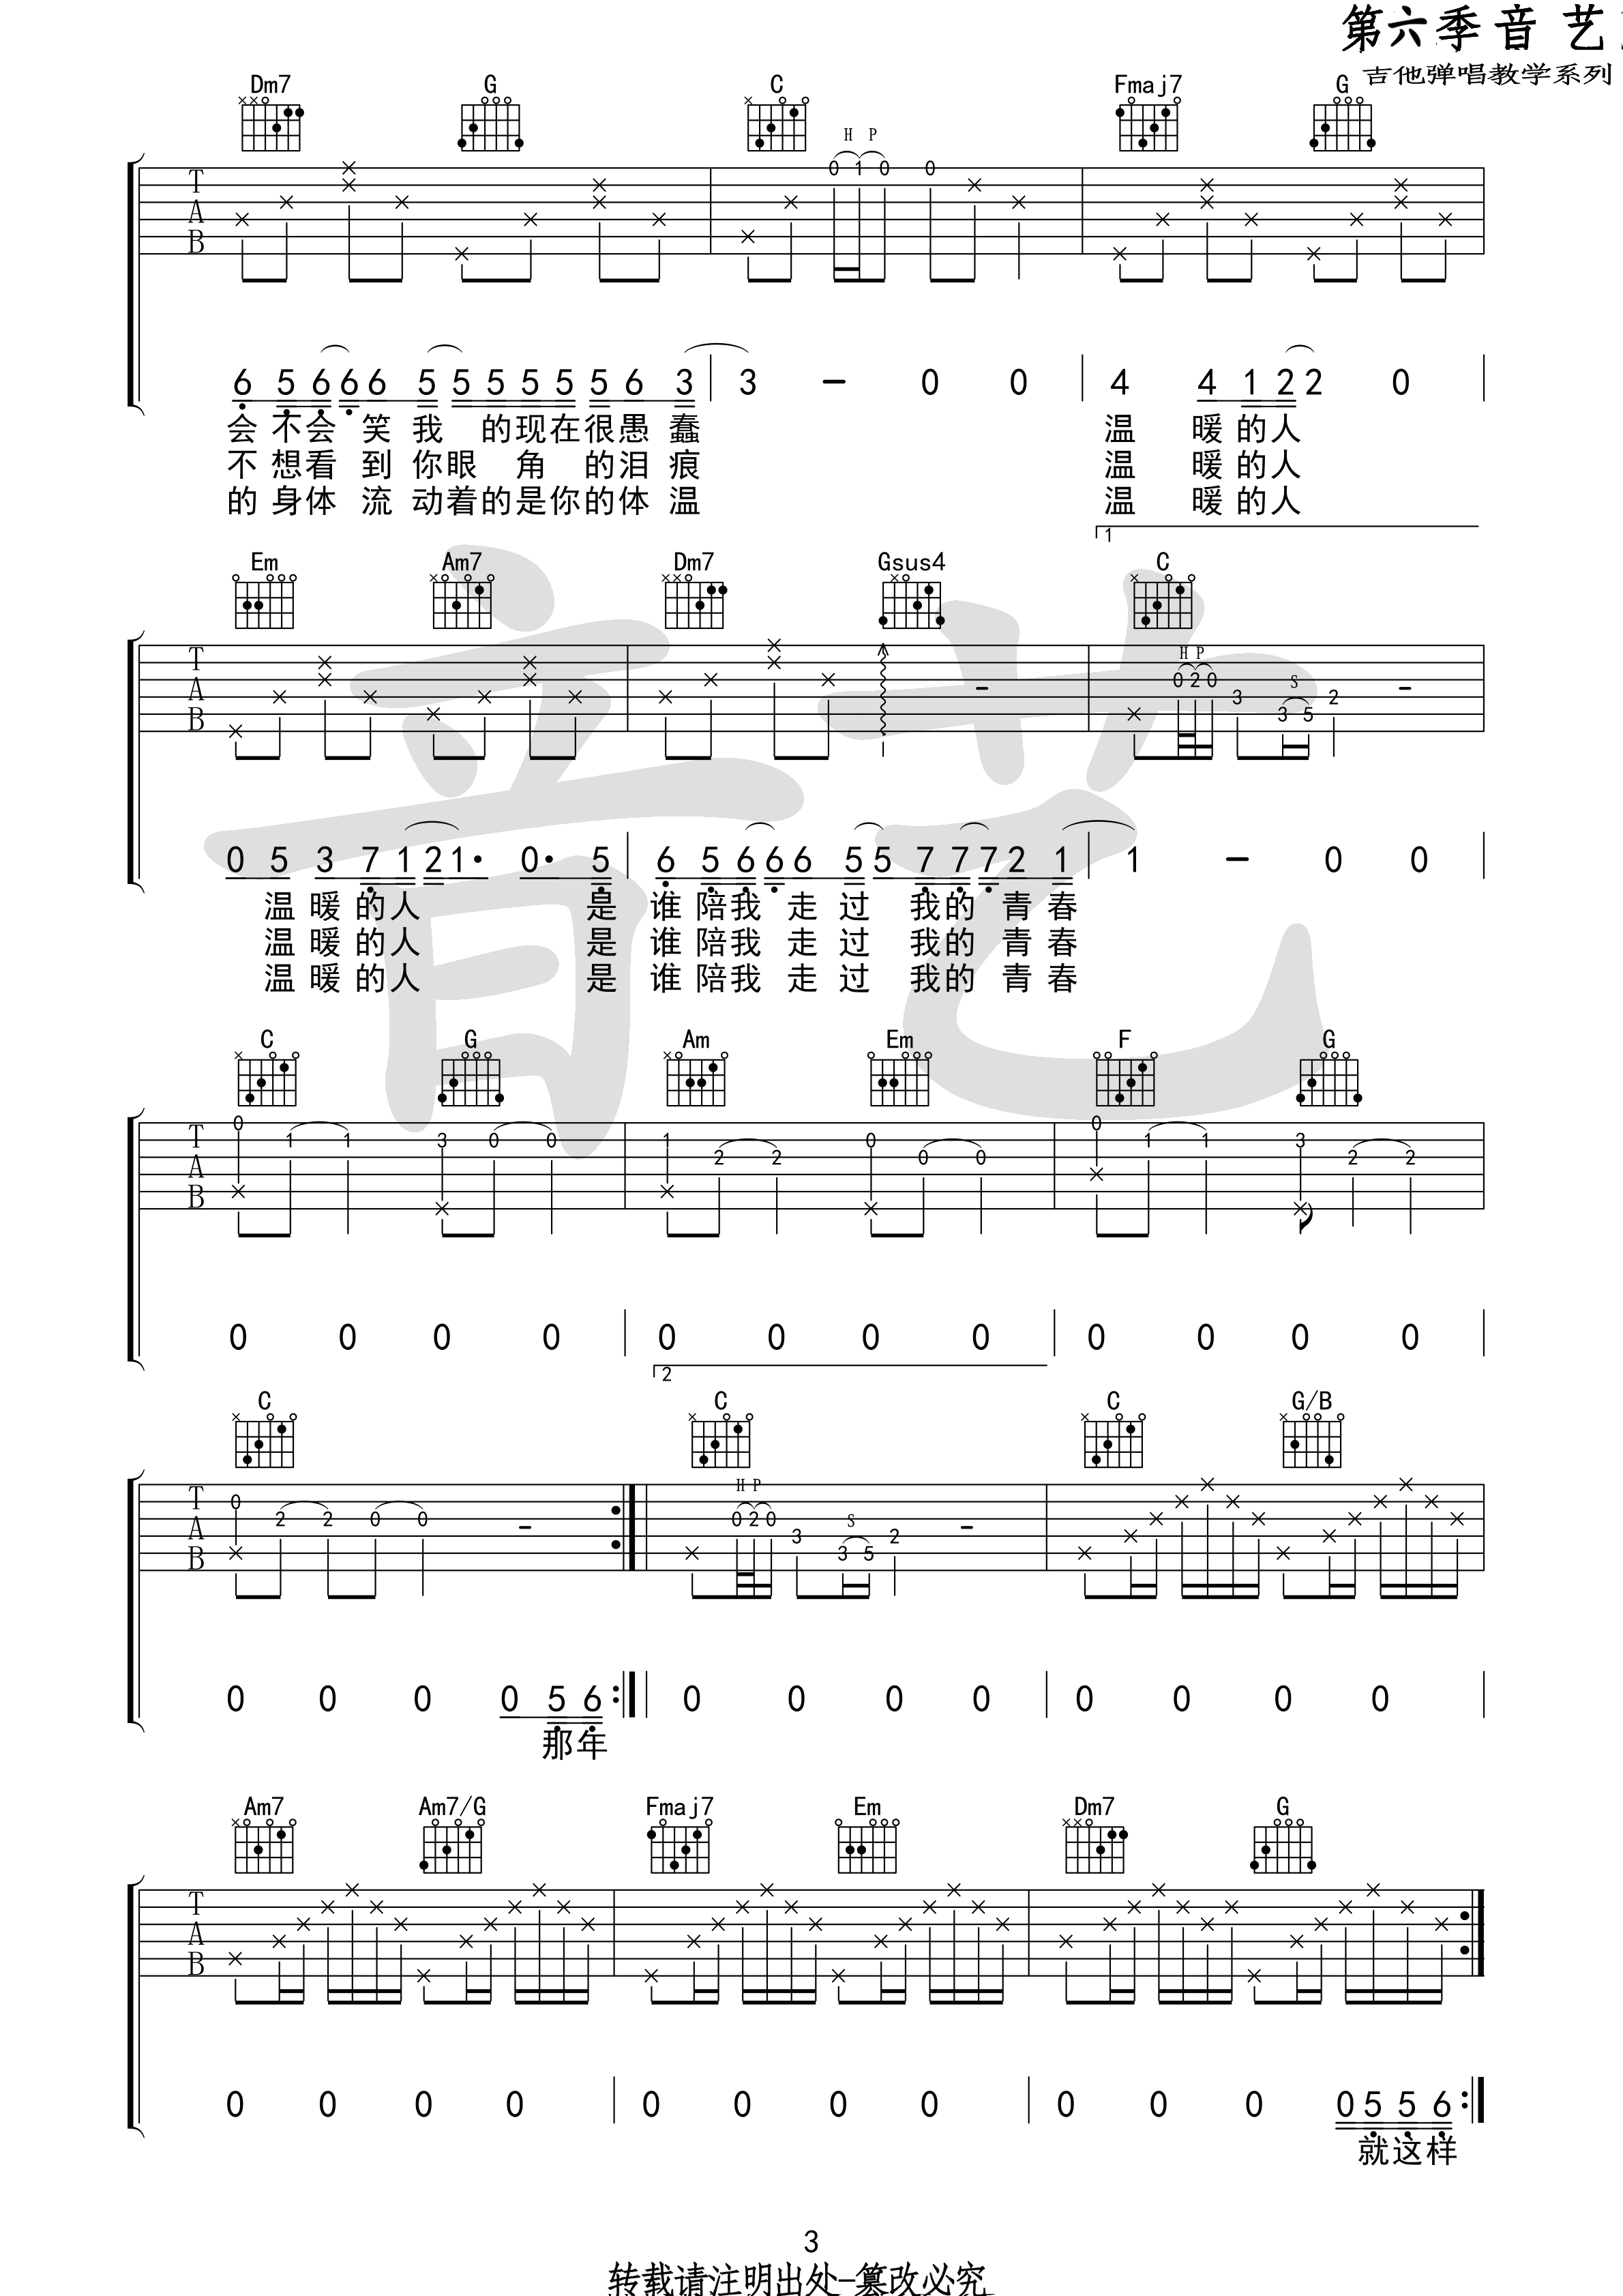 第六季音 艺
吉他弹唱教学系列
Dm7 G C Fmaj7 G
H P
0 1 0 0
T
A
B
6 5 6 6 6 5 5 5 5 5 5 6 3 3 - 0 0 4 4 1 2 2 0
会 不会 笑 我 的现在很愚 蠢 温 暖的人
不 想看 到 你眼 角 的泪 痕 温 暖的人
的 身体 流 动着的是你的体 温 温 暖的人
1
Em Am7 Dm7 Gsus4 C
H P
0 2 0 S
3 2
3 5
T
A
B
0 5 3 7 1 2 1· 0· 5 6 5 6 6 6 5 5 7 7 7 2 1 1 - 0 0
温 暖 的人 是 谁 陪我 走 过 我的 青 春
温 暖 的人 是 谁 陪我 走 过 我的 青 春
温 暖 的人 是 谁 陪我 走 过 我的 青 春
C G Am Em F G
0 0
1 1 3 0 0 1 0 1 1 3
2 2 0 0 2 2
T
A
B
0 0 0 0 0 0 0 0 0 0 0 0
2
C C C G/B
H P
0
2 2 0 0 0 2 0 S
3 2
3 5
T
A
B
0 0 0 0 5 6 : 0 0 0 0 0 0 0 0
那年
Am7 Am7/G Fmaj7 Em Dm7 G
T
A
B
0 0 0 0 0 0 0 0 0 0 0 0 5 5 6 :
就这样
3
转载请注明出处-篡改必究